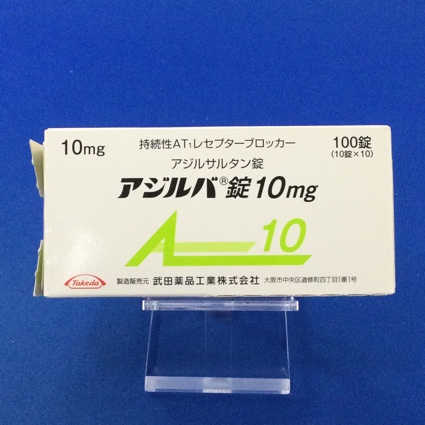 10mg
持続性AT₁レセプターブロッカー
100錠
(10錠×10)
アジルサルタン錠
アジルバ®錠10mg
10
Takeda
製造販売元 武田薬品工業株式会社 大阪市中央区道修町四丁目1番1号